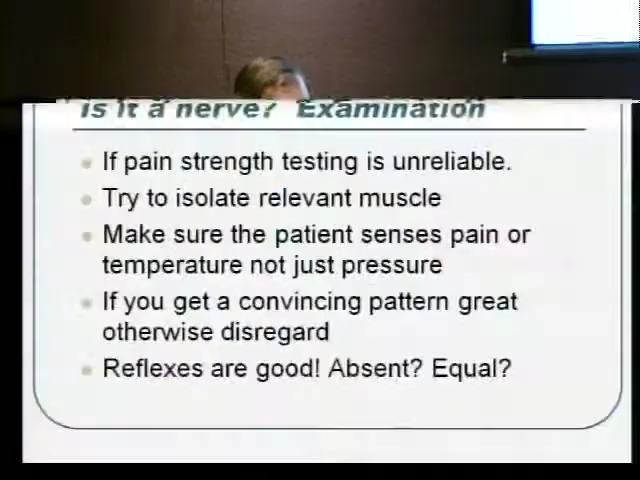 Is it a nerve? Examination
If pain strength testing is unreliable.
Try to isolate relevant muscle
Make sure the patient senses pain or
temperature not just pressure
If you get a convincing pattern great
otherwise disregard
Reflexes are good! Absent? Equal?